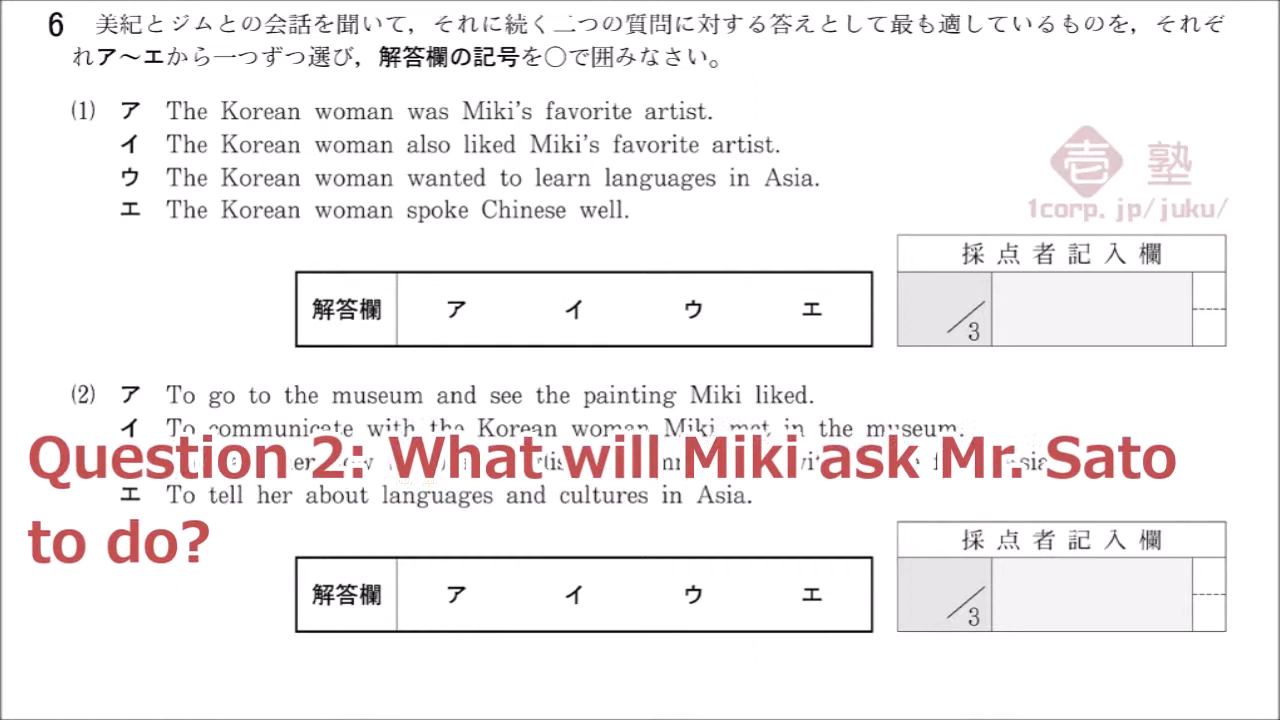 6 美紀とジムとの会話を聞いて，それに続く二つの質問に対する答えとして最も適しているものを，それぞ
れア～エから一つずつ選び，解答欄の記号を○で囲みなさい。
(1) ア The Korean woman was Miki's favorite artist.
イ The Korean woman also liked Miki's favorite artist.
ウ The Korean woman wanted to learn languages in Asia.
エ The Korean woman spoke Chinese well.
壱塾
1corp.jp/juku/
採点者記入欄
解答欄 ア イ ウ エ
/3
(2) ア To go to the museum and see the painting Miki liked.
イ To communicate with the Korean woman Miki met in the museum.
Question 2: What will Miki ask Mr. Sato
エ To tell her about languages and cultures in Asia.
to do?
採点者記入欄
解答欄 ア イ ウ エ
/3